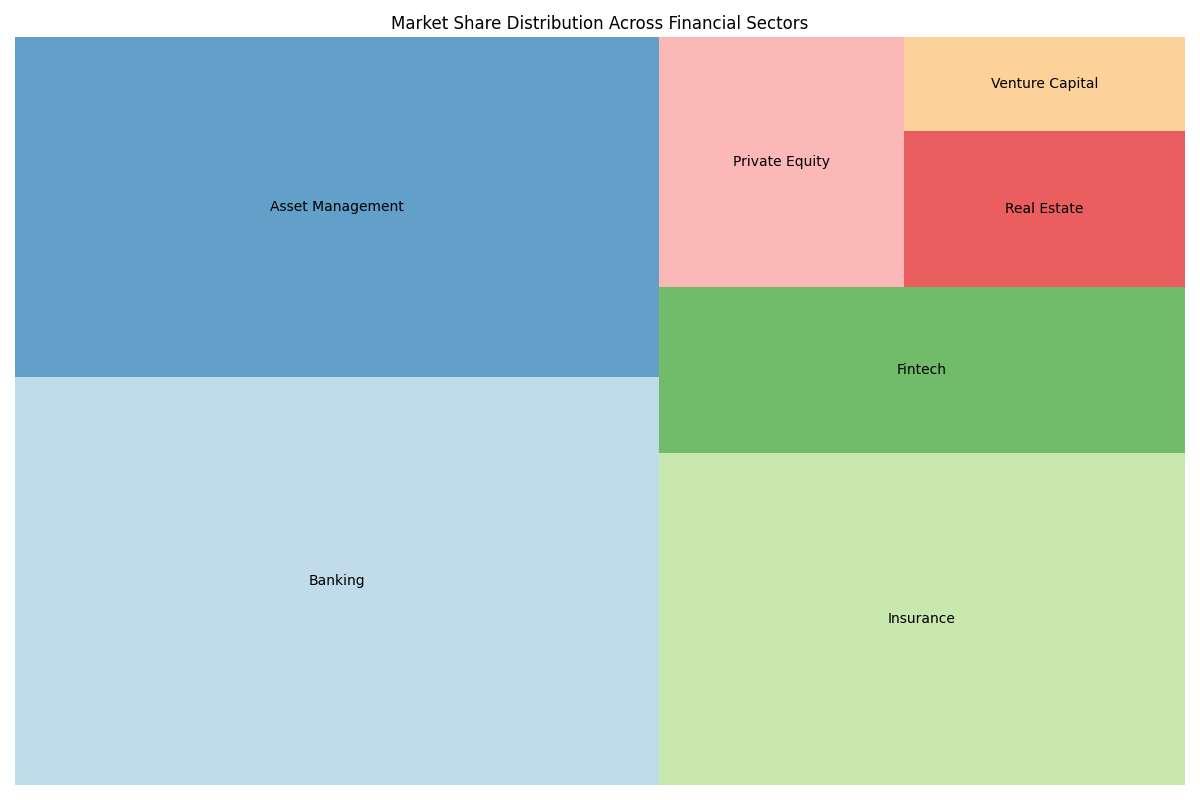 Market Share Distribution Across Financial Sectors
Venture Capital
Private Equity
Asset Management
Real Estate
Fintech
Banking
Insurance